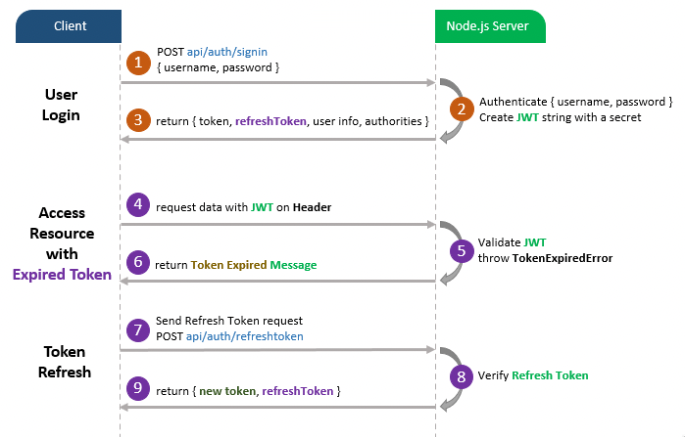 Client
Node.js Server
User
Login
1
POST api/auth/signin
{ username, password }
2
Authenticate { username, password }
Create JWT string with a secret
3
return { token, refreshToken, user info, authorities }
Access
Resource
with
Expired Token
4
request data with JWT on Header
5
Validate JWT
throw TokenExpiredError
6
return Token Expired Message
Token
Refresh
7
Send Refresh Token request
POST api/auth/refreshtoken
8
Verify Refresh Token
9
return { new token, refreshToken }